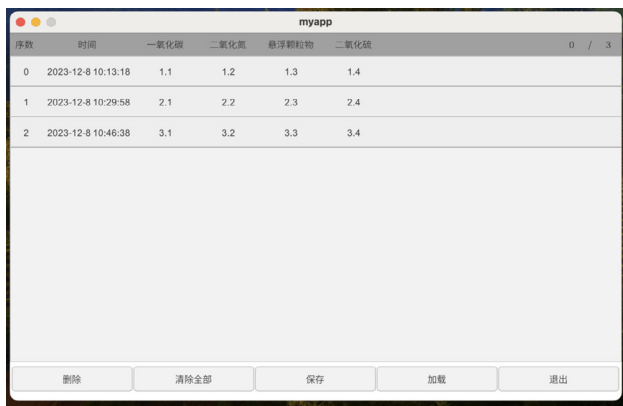 myapp
序数 时间 一氧化碳 二氧化氮 悬浮颗粒物 二氧化硫 0 / 3
0 2023-12-8 10:13:18 1.1 1.2 1.3 1.4
1 2023-12-8 10:29:58 2.1 2.2 2.3 2.4
2 2023-12-8 10:46:38 3.1 3.2 3.3 3.4
删除 清除全部 保存 加载 退出